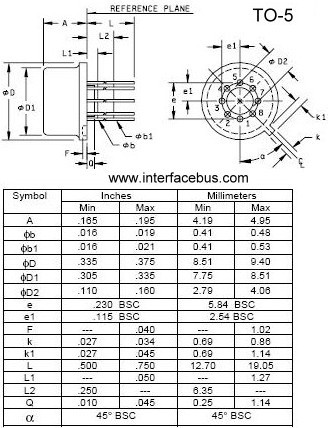 REFERENCE PLANE
TO-5
A
L
L2
L1
e1
ϕD2
ϕD
ϕD1
e
k1
k
5
4
6
3
7
2
8
1
F
Q
ϕb
ϕb1
α
℄
www.interfacebus.com
Symbol Inches Millimeters
Min Max Min Max
A .165 .195 4.19 4.95
ϕb .016 .019 0.41 0.48
ϕb1 .016 .021 0.41 0.53
ϕD .335 .375 8.51 9.40
ϕD1 .305 .335 7.75 8.51
ϕD2 .110 .160 2.79 4.06
e .230 BSC 5.84 BSC
e1 .115 BSC 2.54 BSC
F --- .040 --- 1.02
k .027 .034 0.69 0.86
k1 .027 .045 0.69 1.14
L .500 .750 12.70 19.05
L1 --- .050 --- 1.27
L2 .250 --- 6.35 ---
Q .010 .045 0.25 1.14
α 45° BSC 45° BSC